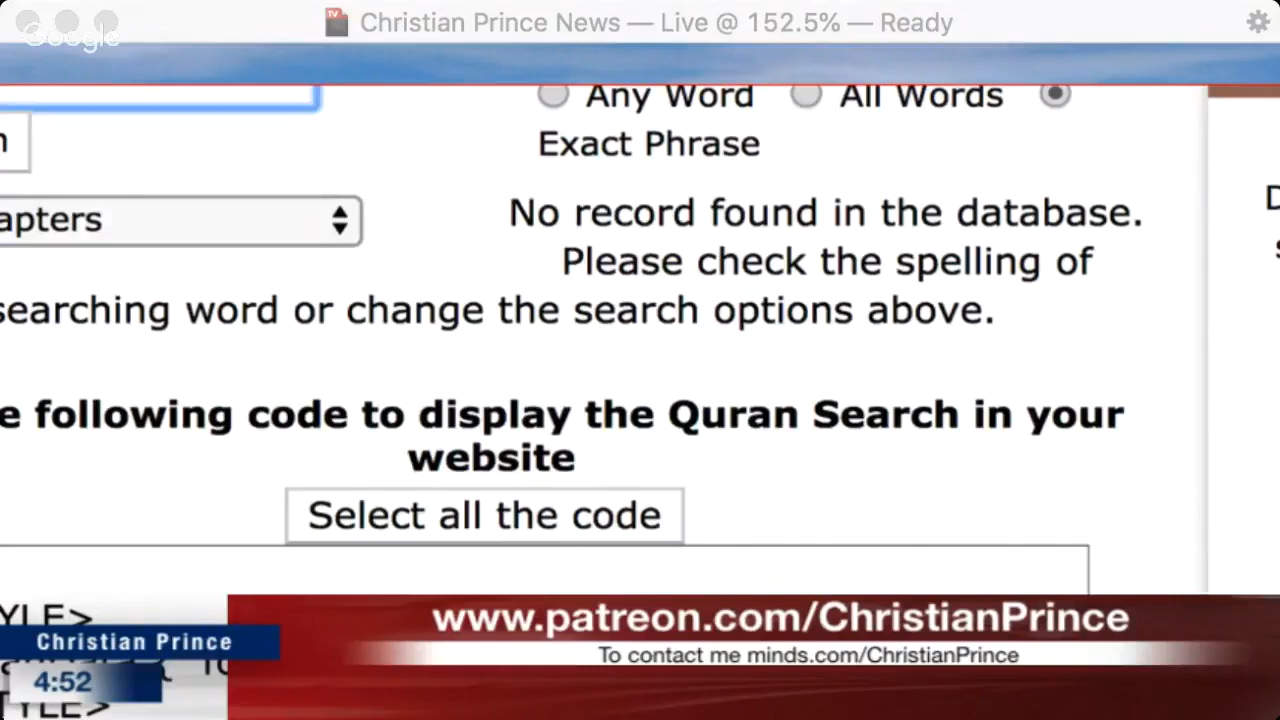 Christian Prince News — Live @ 152.5% — Ready
Google
Any Word All Words
Exact Phrase
apters
No record found in the database.
Please check the spelling of
searching word or change the search options above.
e following code to display the Quran Search in your
website
Select all the code
YLE>
www.patreon.com/ChristianPrince
Christian Prince
To contact me minds.com/ChristianPrince
4:52
TYLE>